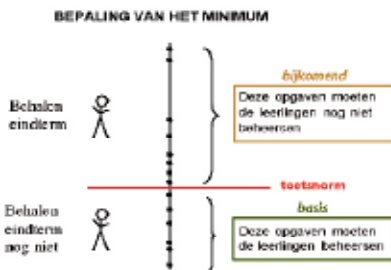 BEPALING VAN HET MINIMUM
bijkomend
Deze opgaven moeten
de leerlingen nog niet
beheersen
Behalen
eindterm
toetsnorm
basis
Behalen
eindterm
nog niet
Deze opgaven moeten
de leerlingen beheersen